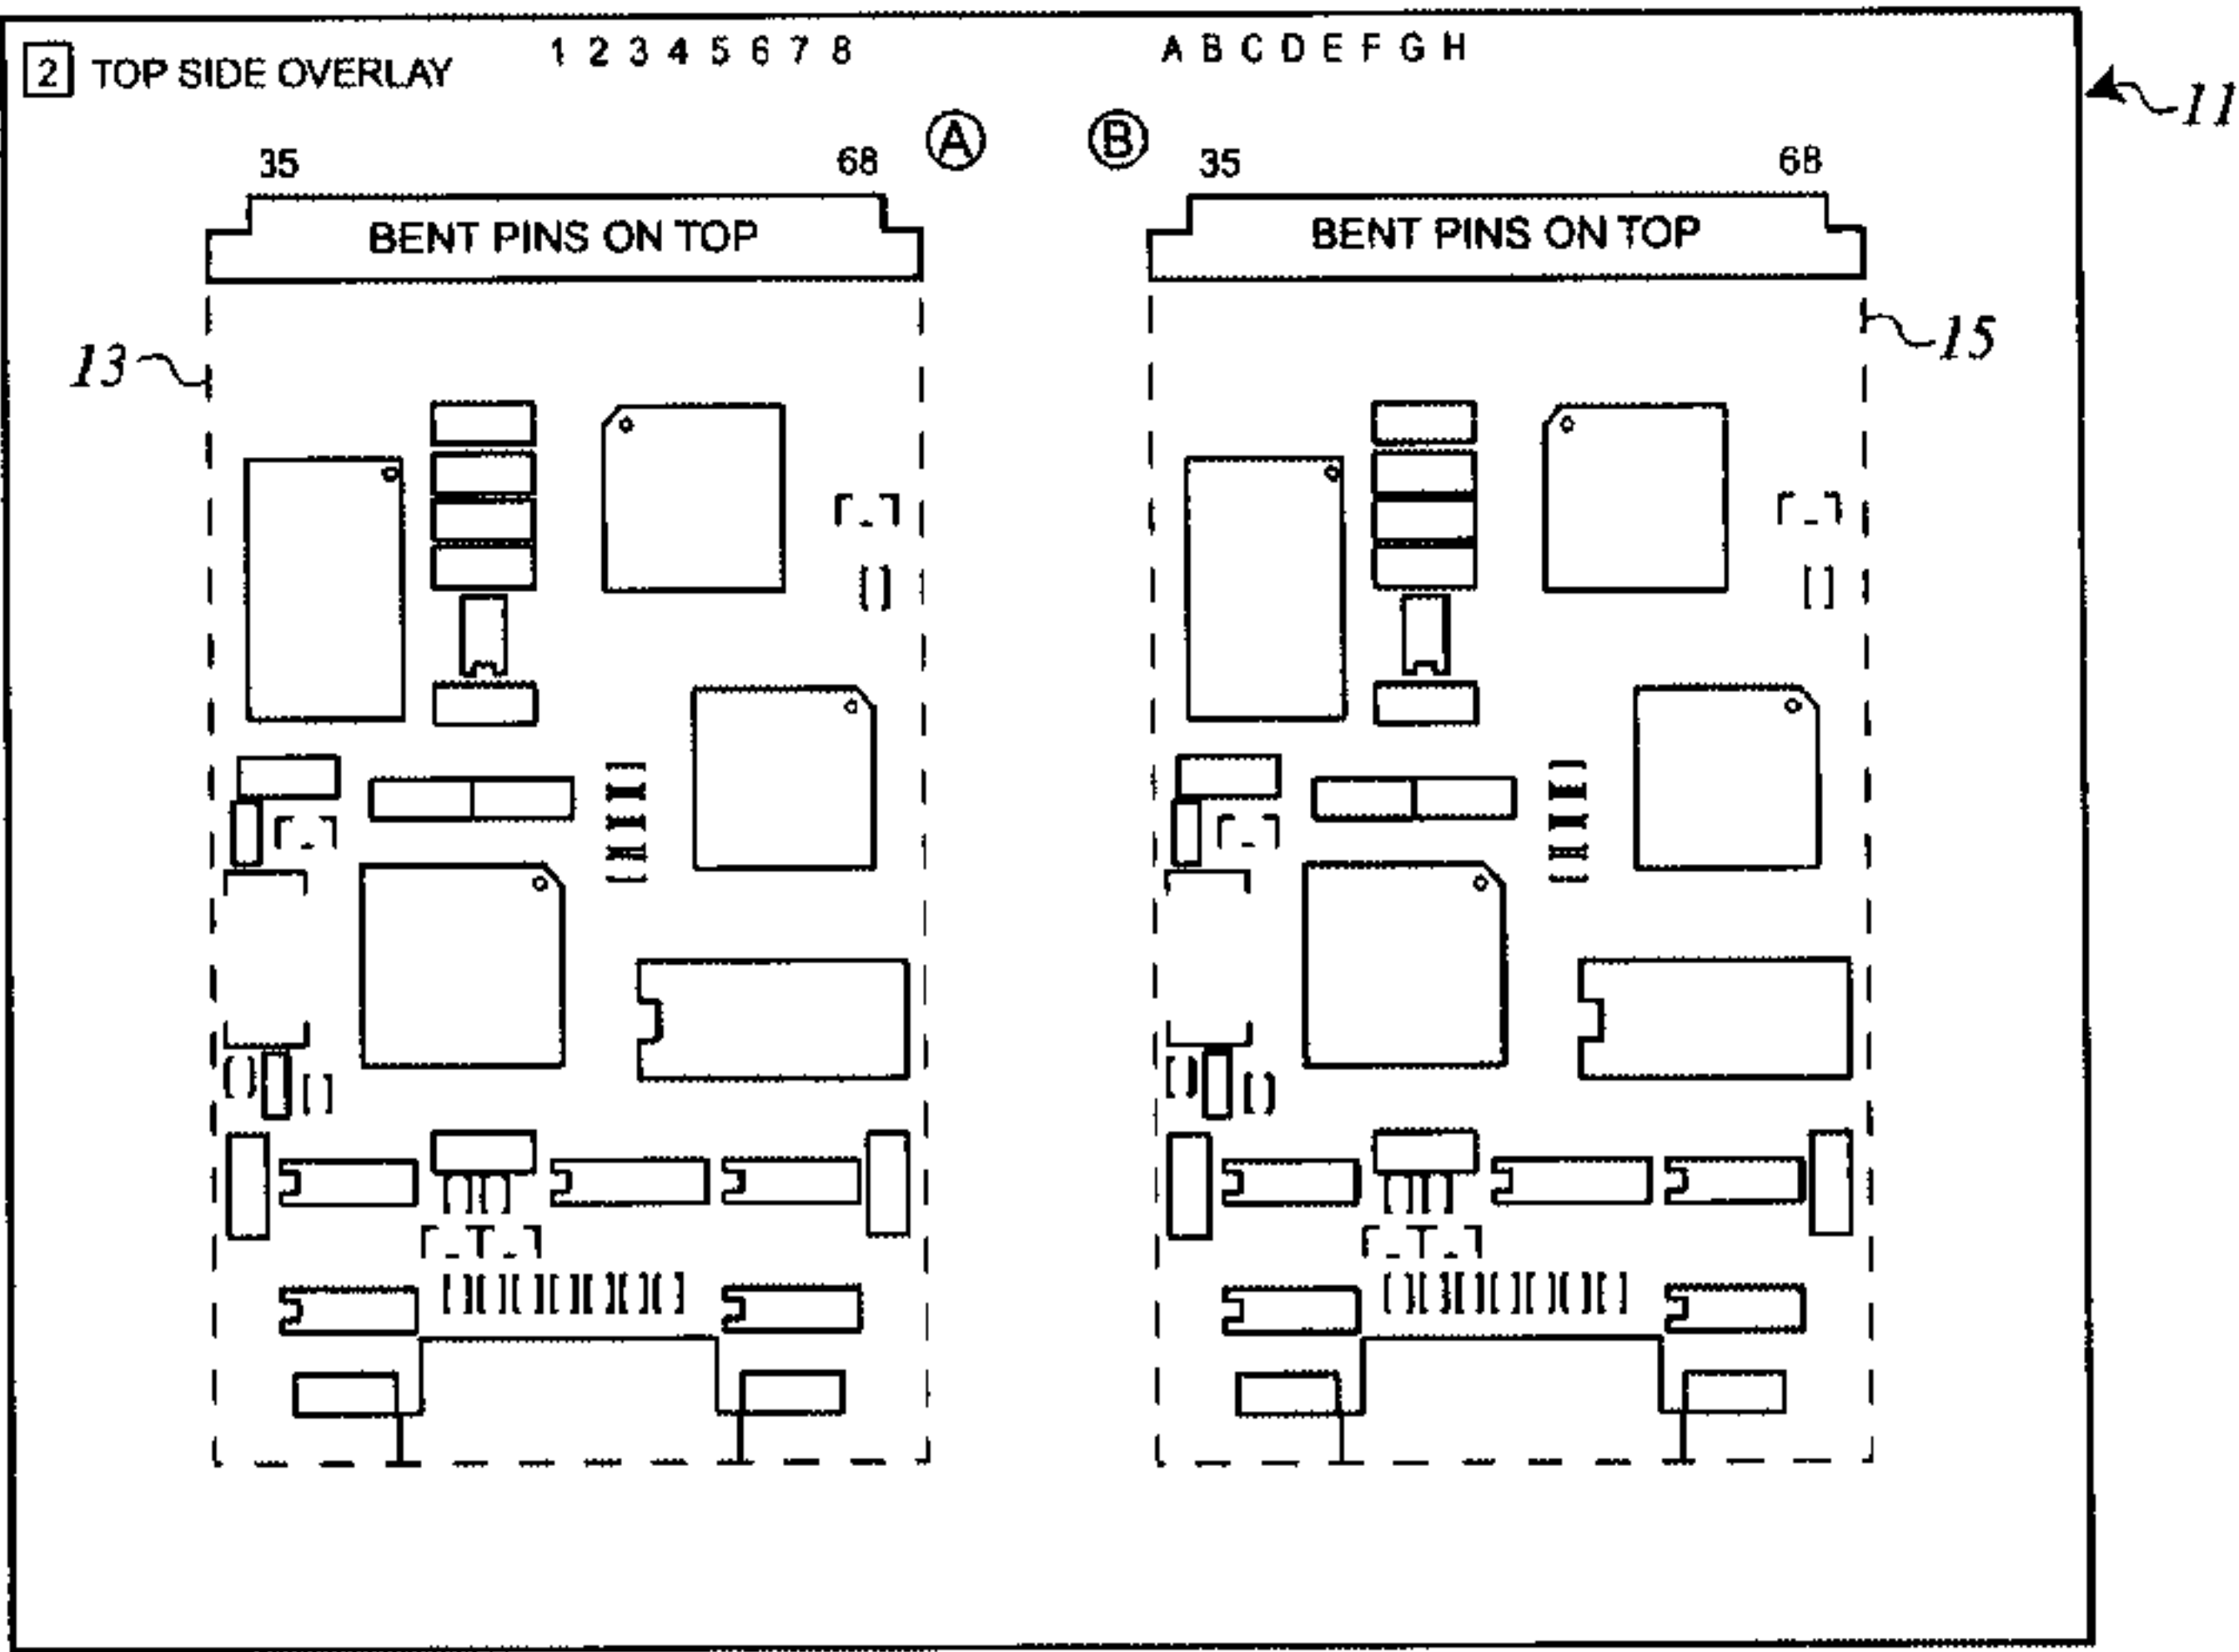 2 TOP SIDE OVERLAY 1 2 3 4 5 6 7 8 A B C D E F G H
11
A B
35 68 35 68
BENT PINS ON TOP BENT PINS ON TOP
13 15